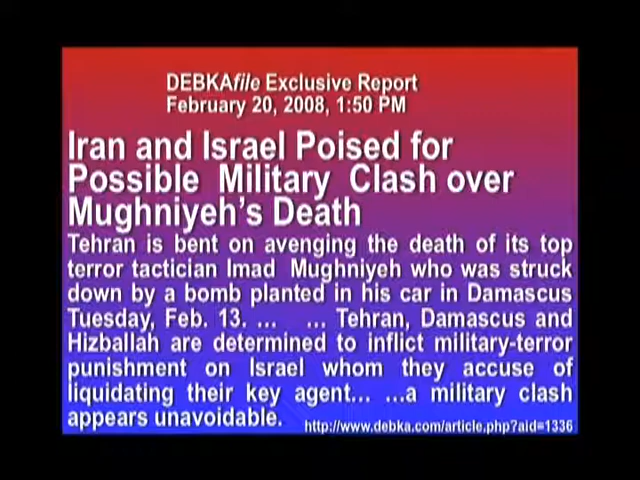 DEBKAfile Exclusive Report
February 20, 2008, 1:50 PM
Iran and Israel Poised for
Possible Military Clash over
Mughniyeh's Death
Tehran is bent on avenging the death of its top
terror tactician Imad Mughniyeh who was struck
down by a bomb planted in his car in Damascus
Tuesday, Feb. 13. ... ... Tehran, Damascus and
Hizballah are determined to inflict military-terror
punishment on Israel whom they accuse of
liquidating their key agent... ...a military clash
appears unavoidable.
http://www.debka.com/article.php?aid=1336